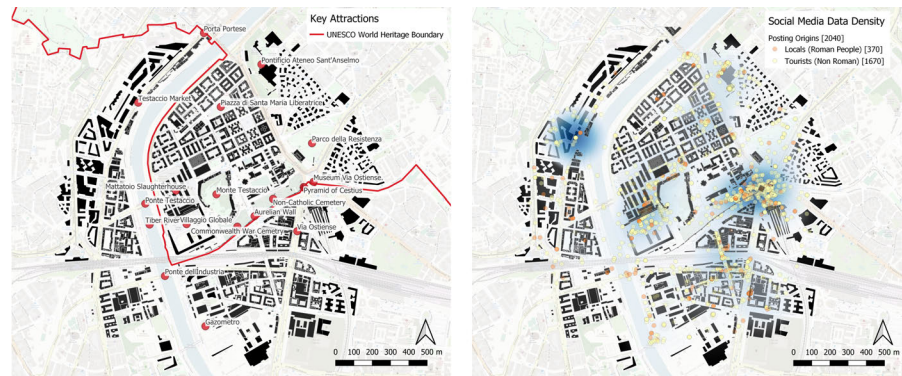 Key Attractions
UNESCO World Heritage Boundary
Porta Portese
Pontificio Ateneo Sant'Anselmo
Testaccio Market
Piazza di Santa Maria Liberatrice
Parco della Resistenza
Museum Via Ostiense
Mattatoio Slaughterhouse
Monte Testaccio
Pyramid of Cestius
Ponte Testaccio
Non-Catholic Cemetery
Aurelian Wall
Tiber River
Villaggio Globale
Commonwealth War Cemetry
Via Ostiense
Ponte dell'Industria
Gazometro
0 100 200 300 400 500 m
Social Media Data Density
Posting Origins [2040]
Locals (Roman People) [370]
Tourists (Non Roman) [1670]
0 100 200 300 400 500 m